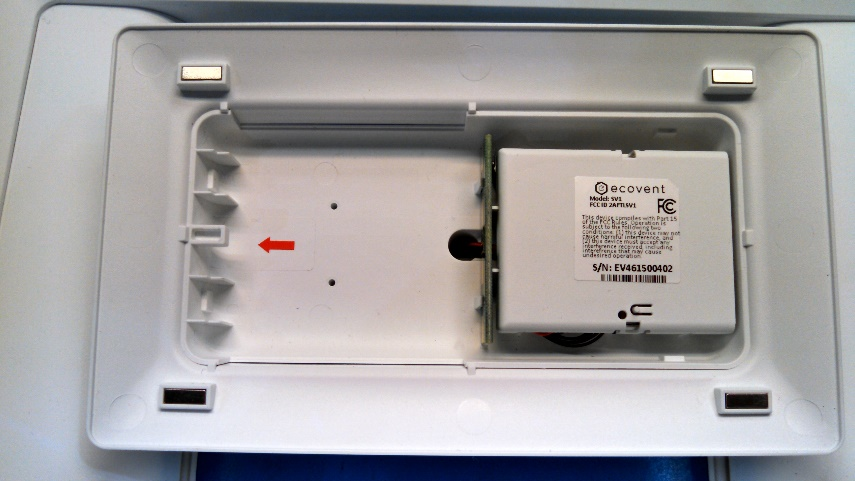 ecovent
Model: SV1
FCC ID 2AFTLSV1
FC
This device complies with Part 15
of the FCC Rules. Operation is
subject to the following two
conditions: (1) this device may not
cause harmful interference, and
(2) this device must accept any
interference received, including
interference that may cause
undesired operation
S/N: EV461500402